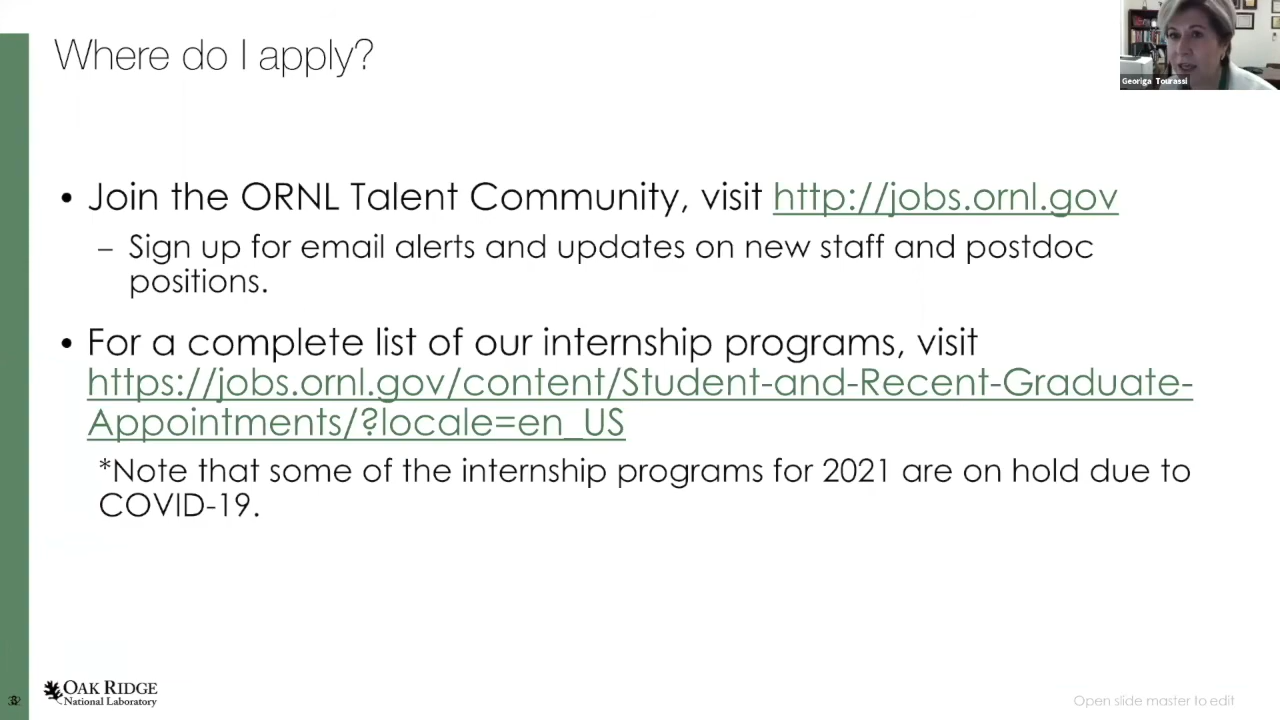 Where do I apply?
Georiga Tourassi
• Join the ORNL Talent Community, visit http://jobs.ornl.gov
– Sign up for email alerts and updates on new staff and postdoc
positions.
• For a complete list of our internship programs, visit
https://jobs.ornl.gov/content/Student-and-Recent-Graduate-
Appointments/?locale=en_US
*Note that some of the internship programs for 2021 are on hold due to
COVID-19.
OAK RIDGE
National Laboratory
Open slide master to edit